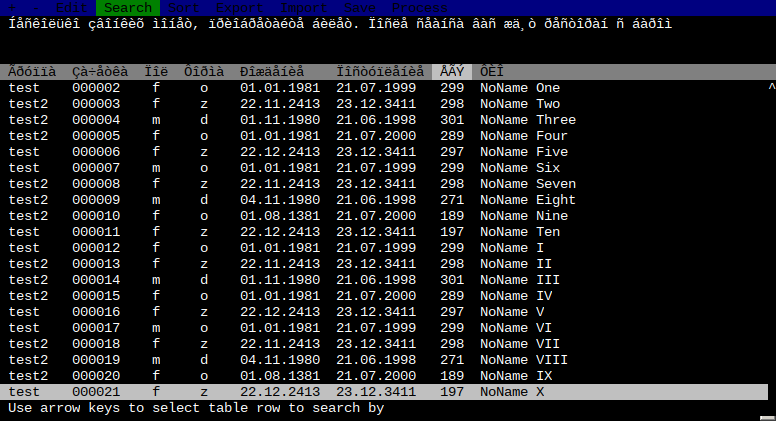 + - Edit Search Sort Export Import Save Process
Íåñêîëüêî çâîíêèõ ìîíåò, ïðèîáðåòàéòå áèëåò. Ïîñëå ñåàíñà âàñ æä¸ò ðåñòîðàí ñ áàðîì
Ãðóïïà Çà÷åòêà Ïîë Ôîðìà Ðîæäåíèå Ïîñòóïëåíèå ÅÃÝ ÔÈÎ
test 000002 f o 01.01.1981 21.07.1999 299 NoName One ^
test2 000003 f z 22.11.2413 23.12.3411 298 NoName Two
test2 000004 m d 01.11.1980 21.06.1998 301 NoName Three
test2 000005 f o 01.01.1981 21.07.2000 289 NoName Four
test 000006 f z 22.12.2413 23.12.3411 297 NoName Five
test 000007 m o 01.01.1981 21.07.1999 299 NoName Six
test2 000008 f z 22.11.2413 23.12.3411 298 NoName Seven
test2 000009 m d 04.11.1980 21.06.1998 271 NoName Eight
test2 000010 f o 01.08.1381 21.07.2000 189 NoName Nine
test 000011 f z 22.12.2413 23.12.3411 197 NoName Ten
test 000012 f o 01.01.1981 21.07.1999 299 NoName I
test2 000013 f z 22.11.2413 23.12.3411 298 NoName II
test2 000014 m d 01.11.1980 21.06.1998 301 NoName III
test2 000015 f o 01.01.1981 21.07.2000 289 NoName IV
test 000016 f z 22.12.2413 23.12.3411 297 NoName V
test 000017 m o 01.01.1981 21.07.1999 299 NoName VI
test2 000018 f z 22.11.2413 23.12.3411 298 NoName VII
test2 000019 m d 04.11.1980 21.06.1998 271 NoName VIII
test2 000020 f o 01.08.1381 21.07.2000 189 NoName IX
test 000021 f z 22.12.2413 23.12.3411 197 NoName X
Use arrow keys to select table row to search by